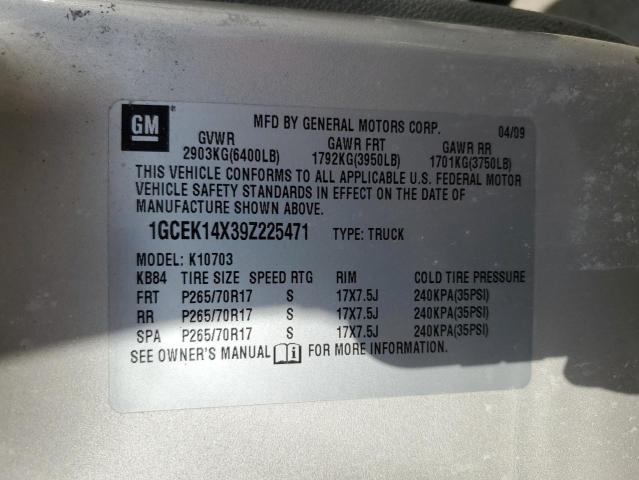 GM
MFD BY GENERAL MOTORS CORP. 04/09
GVWR GAWR FRT GAWR RR
2903KG(6400LB) 1792KG(3950LB) 1701KG(3750LB)
THIS VEHICLE CONFORMS TO ALL APPLICABLE U.S. FEDERAL MOTOR
VEHICLE SAFETY STANDARDS IN EFFECT ON THE DATE OF
MANUFACTURE SHOWN ABOVE.
1GCEK14X39Z225471 TYPE: TRUCK
MODEL: K10703
KB84 TIRE SIZE SPEED RTG RIM COLD TIRE PRESSURE
FRT P265/70R17 S 17X7.5J 240KPA(35PSI)
RR P265/70R17 S 17X7.5J 240KPA(35PSI)
SPA P265/70R17 S 17X7.5J 240KPA(35PSI)
SEE OWNER'S MANUAL i FOR MORE INFORMATION.